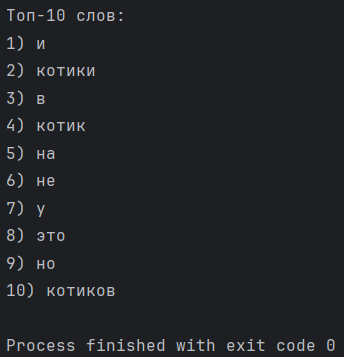 Топ-10 слов:
1) и
2) котики
3) в
4) котик
5) на
6) не
7) у
8) это
9) но
10) котиков
Process finished with exit code 0